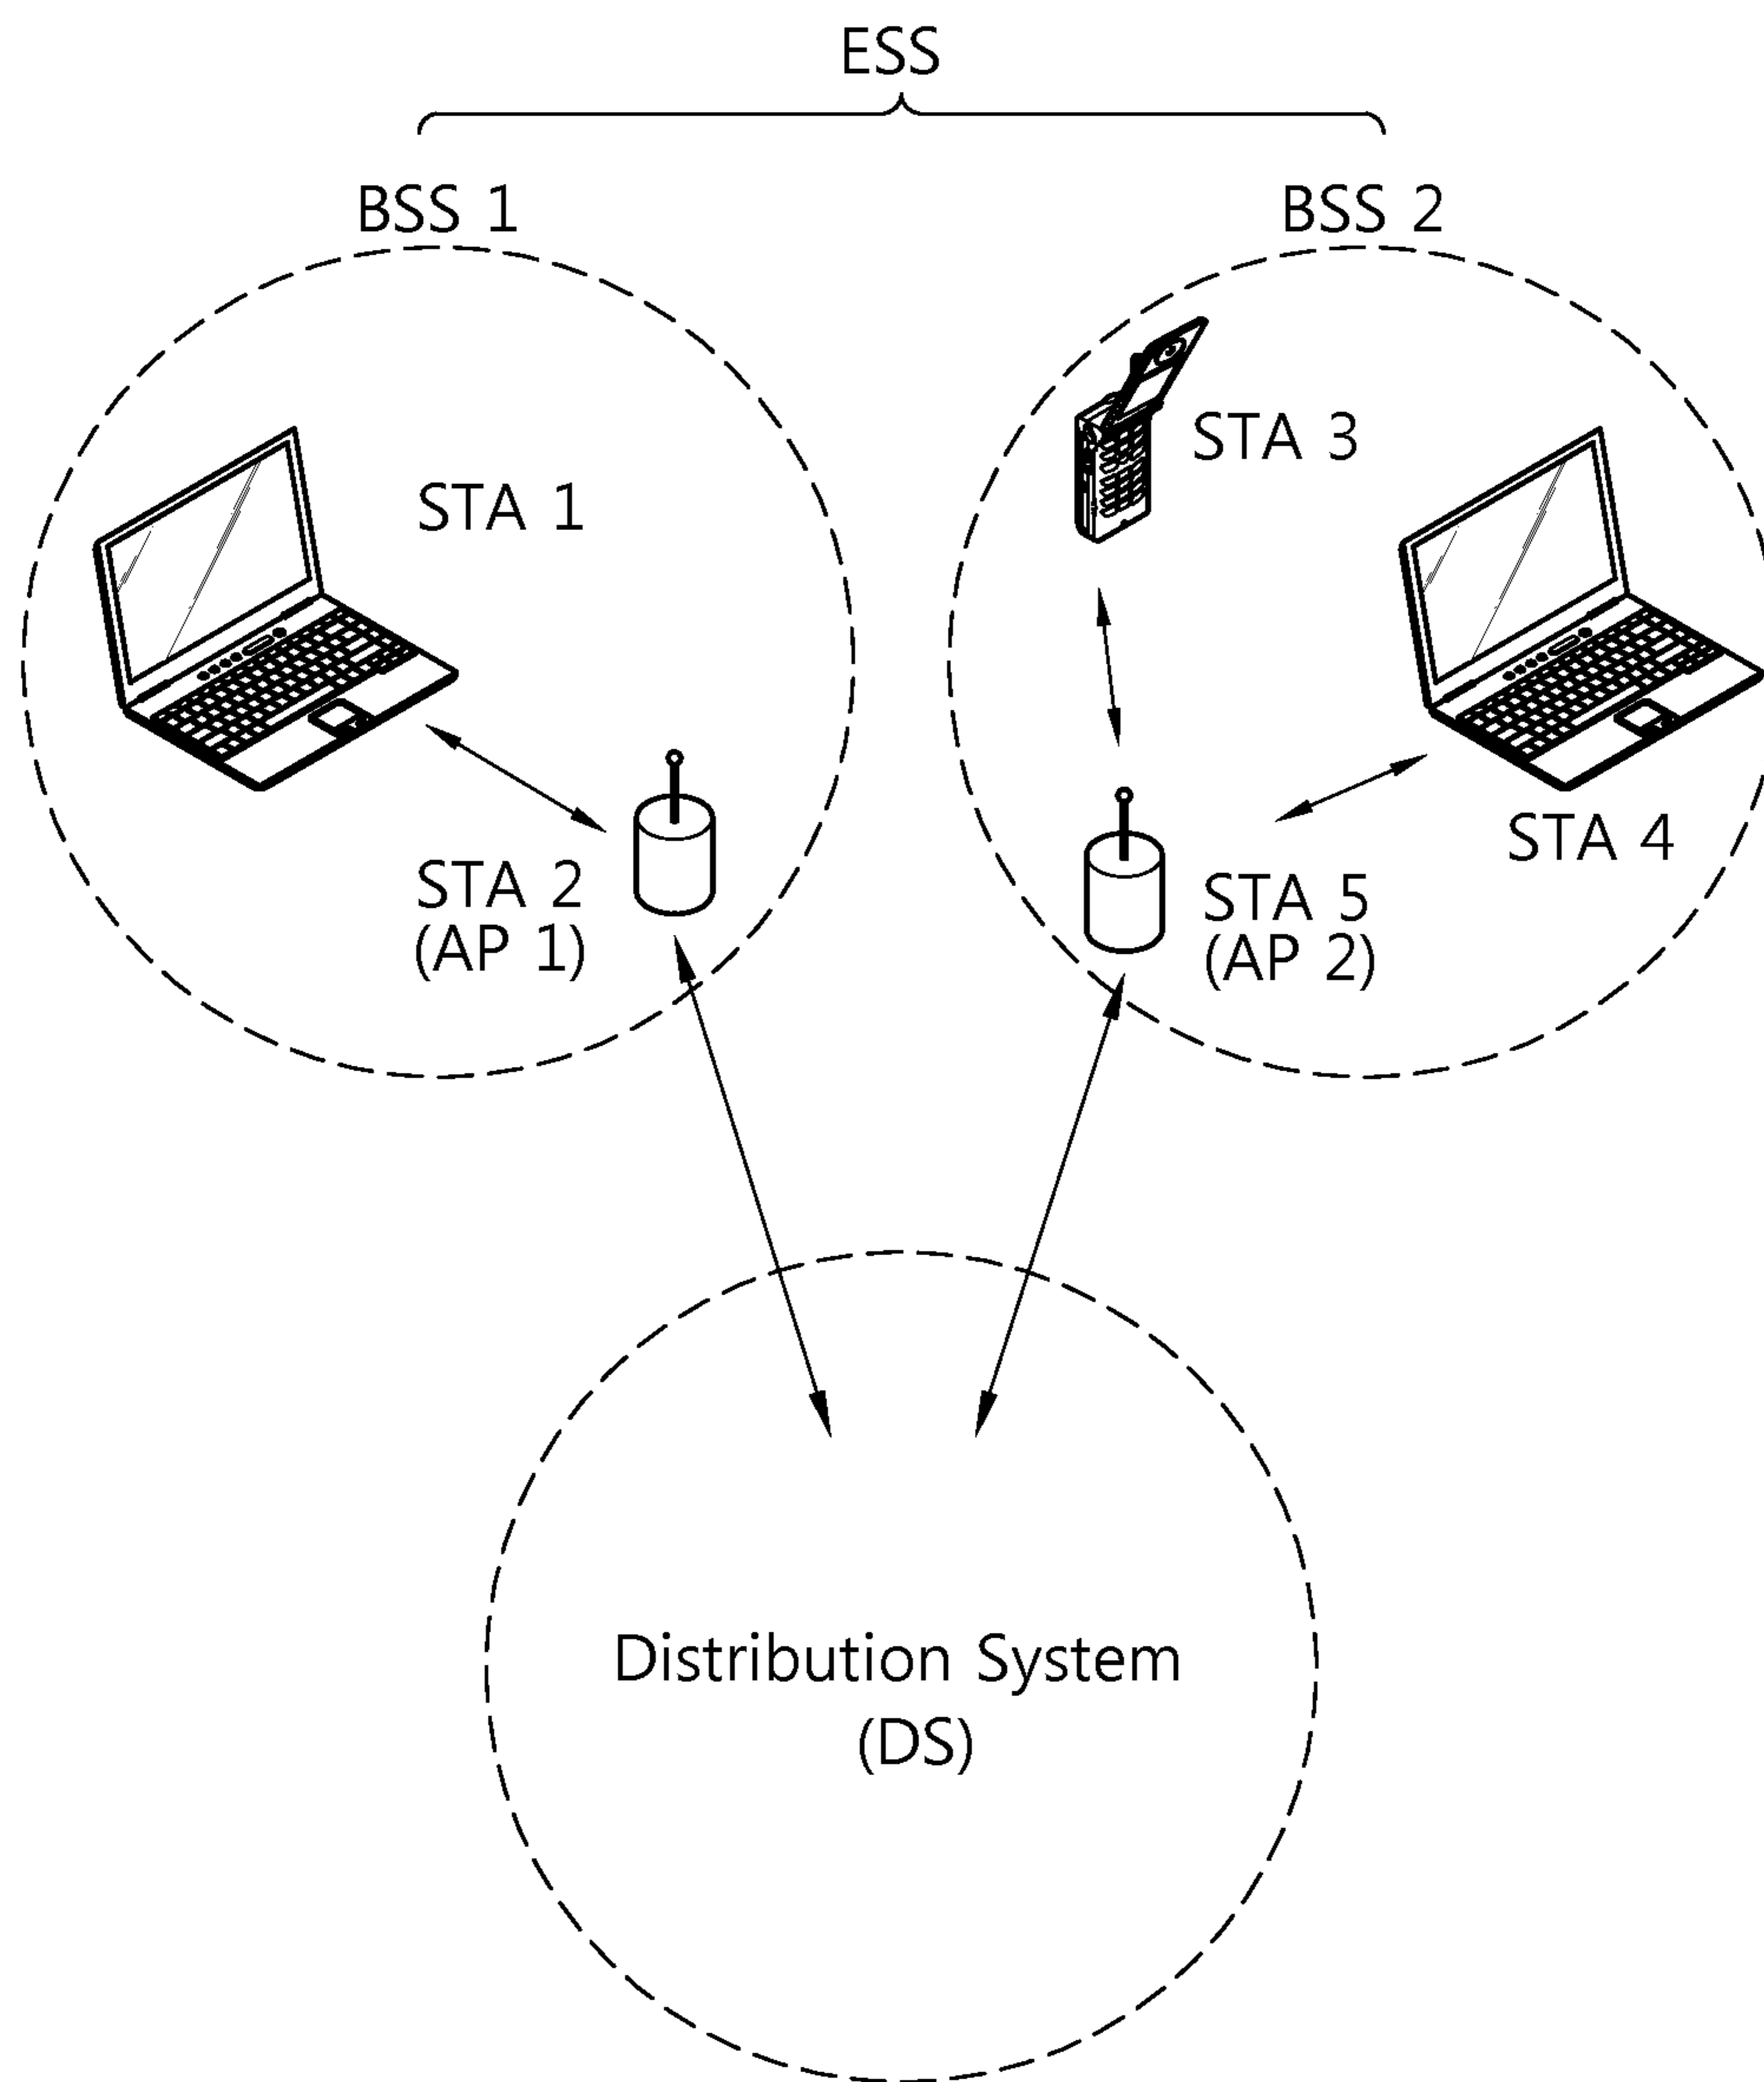 ESS
BSS 1
BSS 2
STA 1
STA 2
(AP 1)
STA 3
STA 4
STA 5
(AP 2)
Distribution System
(DS)